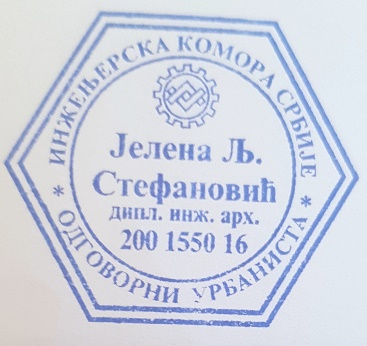 ИНЖЕЊЕРСКА КОМОРА СРБИЈЕ
Јелена Љ.
Стефановић
дипл. инж. арх.
200 1550 16
* ОДГОВОРНИ УРБАНИСТА *